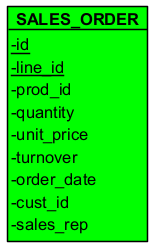 SALES_ORDER
-id
-line_id
-prod_id
-quantity
-unit_price
-turnover
-order_date
-cust_id
-sales_rep